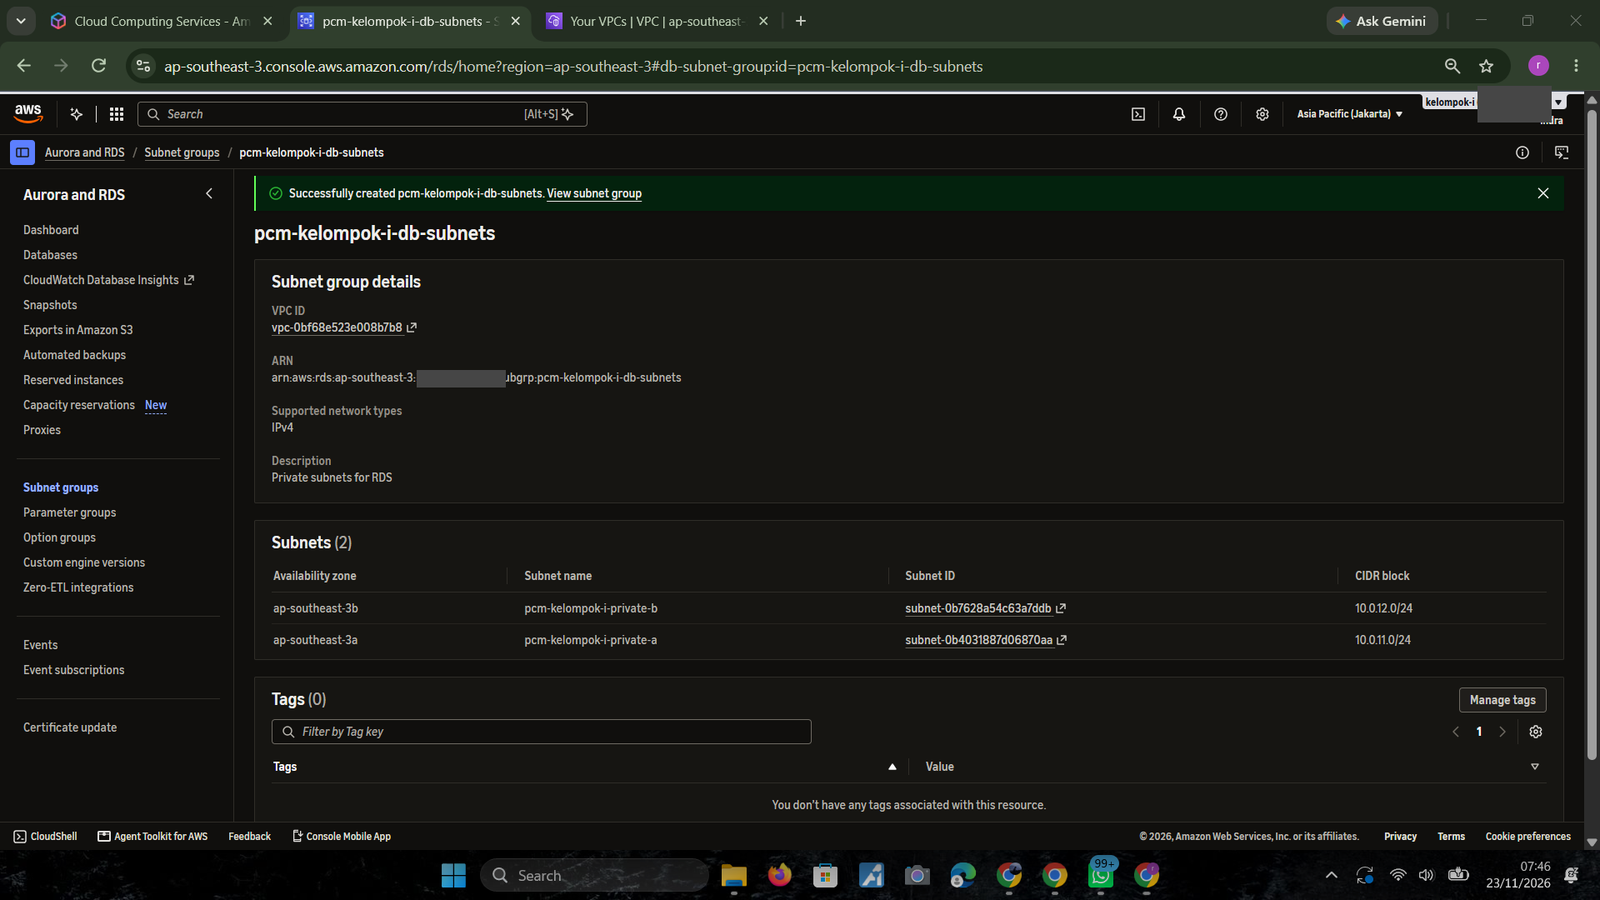 Cloud Computing Services - Am
pcm-kelompok-i-db-subnets - S
Your VPCs | VPC | ap-southeast-
Ask Gemini
ap-southeast-3.console.aws.amazon.com/rds/home?region=ap-southeast-3#db-subnet-group:id=pcm-kelompok-i-db-subnets
r
aws
Search
[Alt+S]
Asia Pacific (Jakarta)
kelompok-i
Aurora and RDS / Subnet groups / pcm-kelompok-i-db-subnets
Aurora and RDS
Dashboard
Databases
CloudWatch Database Insights
Snapshots
Exports in Amazon S3
Automated backups
Reserved instances
Capacity reservations New
Proxies
Subnet groups
Parameter groups
Option groups
Custom engine versions
Zero-ETL integrations
Events
Event subscriptions
Certificate update
Successfully created pcm-kelompok-i-db-subnets. View subnet group
pcm-kelompok-i-db-subnets
Subnet group details
VPC ID
vpc-0bf68e523e008b7b8
ARN
arn:aws:rds:ap-southeast-3: ubgrp:pcm-kelompok-i-db-subnets
Supported network types
IPv4
Description
Private subnets for RDS
Subnets (2)
Availability zone Subnet name Subnet ID CIDR block
ap-southeast-3b pcm-kelompok-i-private-b subnet-0b7628a54c63a7ddb 10.0.12.0/24
ap-southeast-3a pcm-kelompok-i-private-a subnet-0b4031887d06870aa 10.0.11.0/24
Tags (0)
Manage tags
Filter by Tag key
1
Tags Value
You don't have any tags associated with this resource.
CloudShell Agent Toolkit for AWS Feedback Console Mobile App
© 2026, Amazon Web Services, Inc. or its affiliates. Privacy Terms Cookie preferences
Search
99+
07:46
23/11/2026